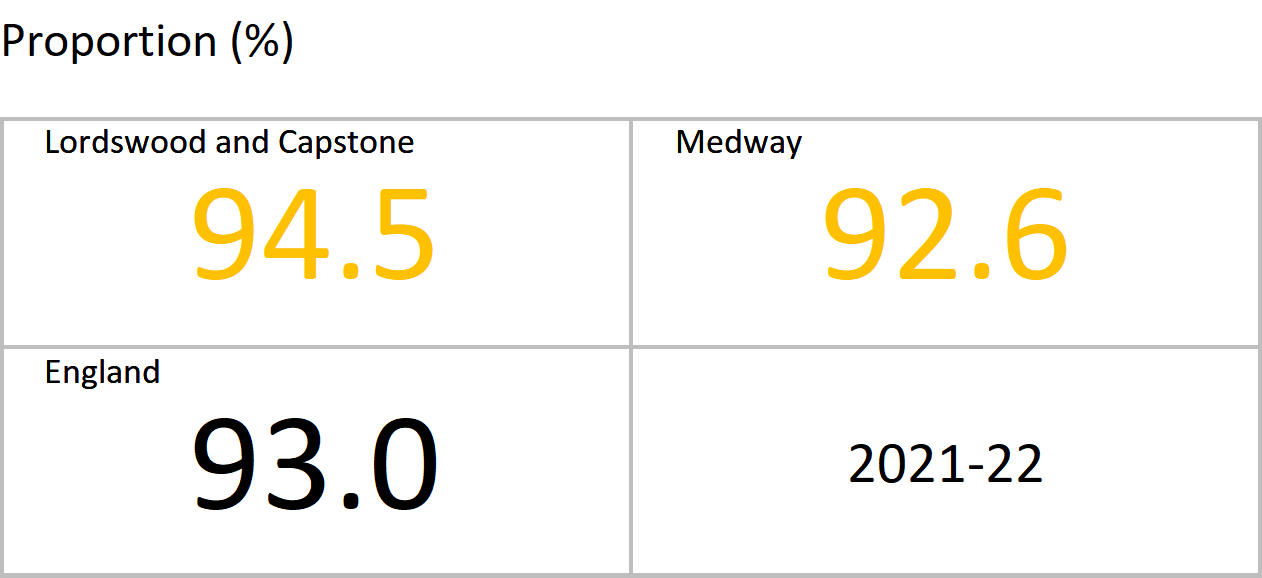 Proportion (%)
Lordswood and Capstone
94.5
Medway
92.6
England
93.0
2021-22